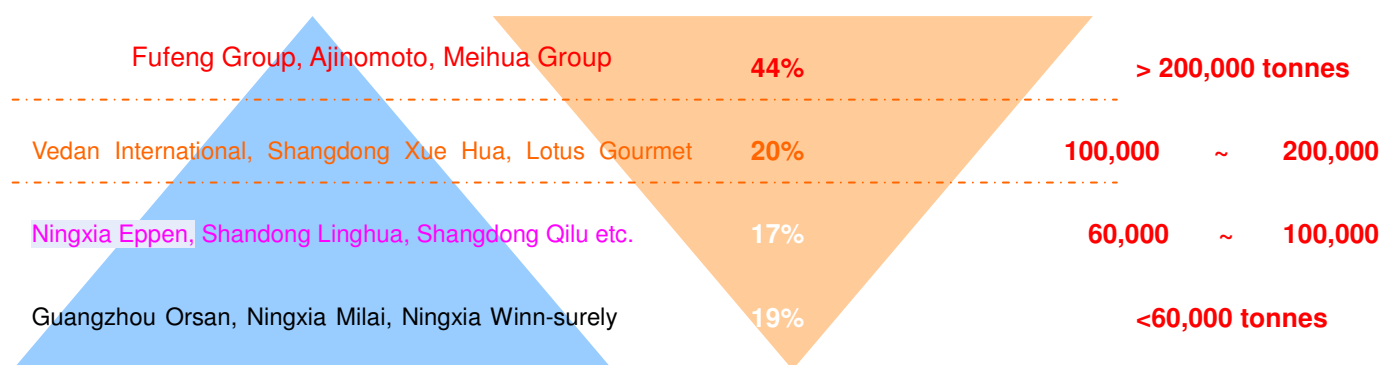 Fufeng Group, Ajinomoto, Meihua Group 44% > 200,000 tonnes
Vedan International, Shangdong Xue Hua, Lotus Gourmet 20% 100,000 ~ 200,000
Ningxia Eppen, Shandong Linghua, Shangdong Qilu etc. 17% 60,000 ~ 100,000
Guangzhou Orsan, Ningxia Milai, Ningxia Winn-surely 19% <60,000 tonnes